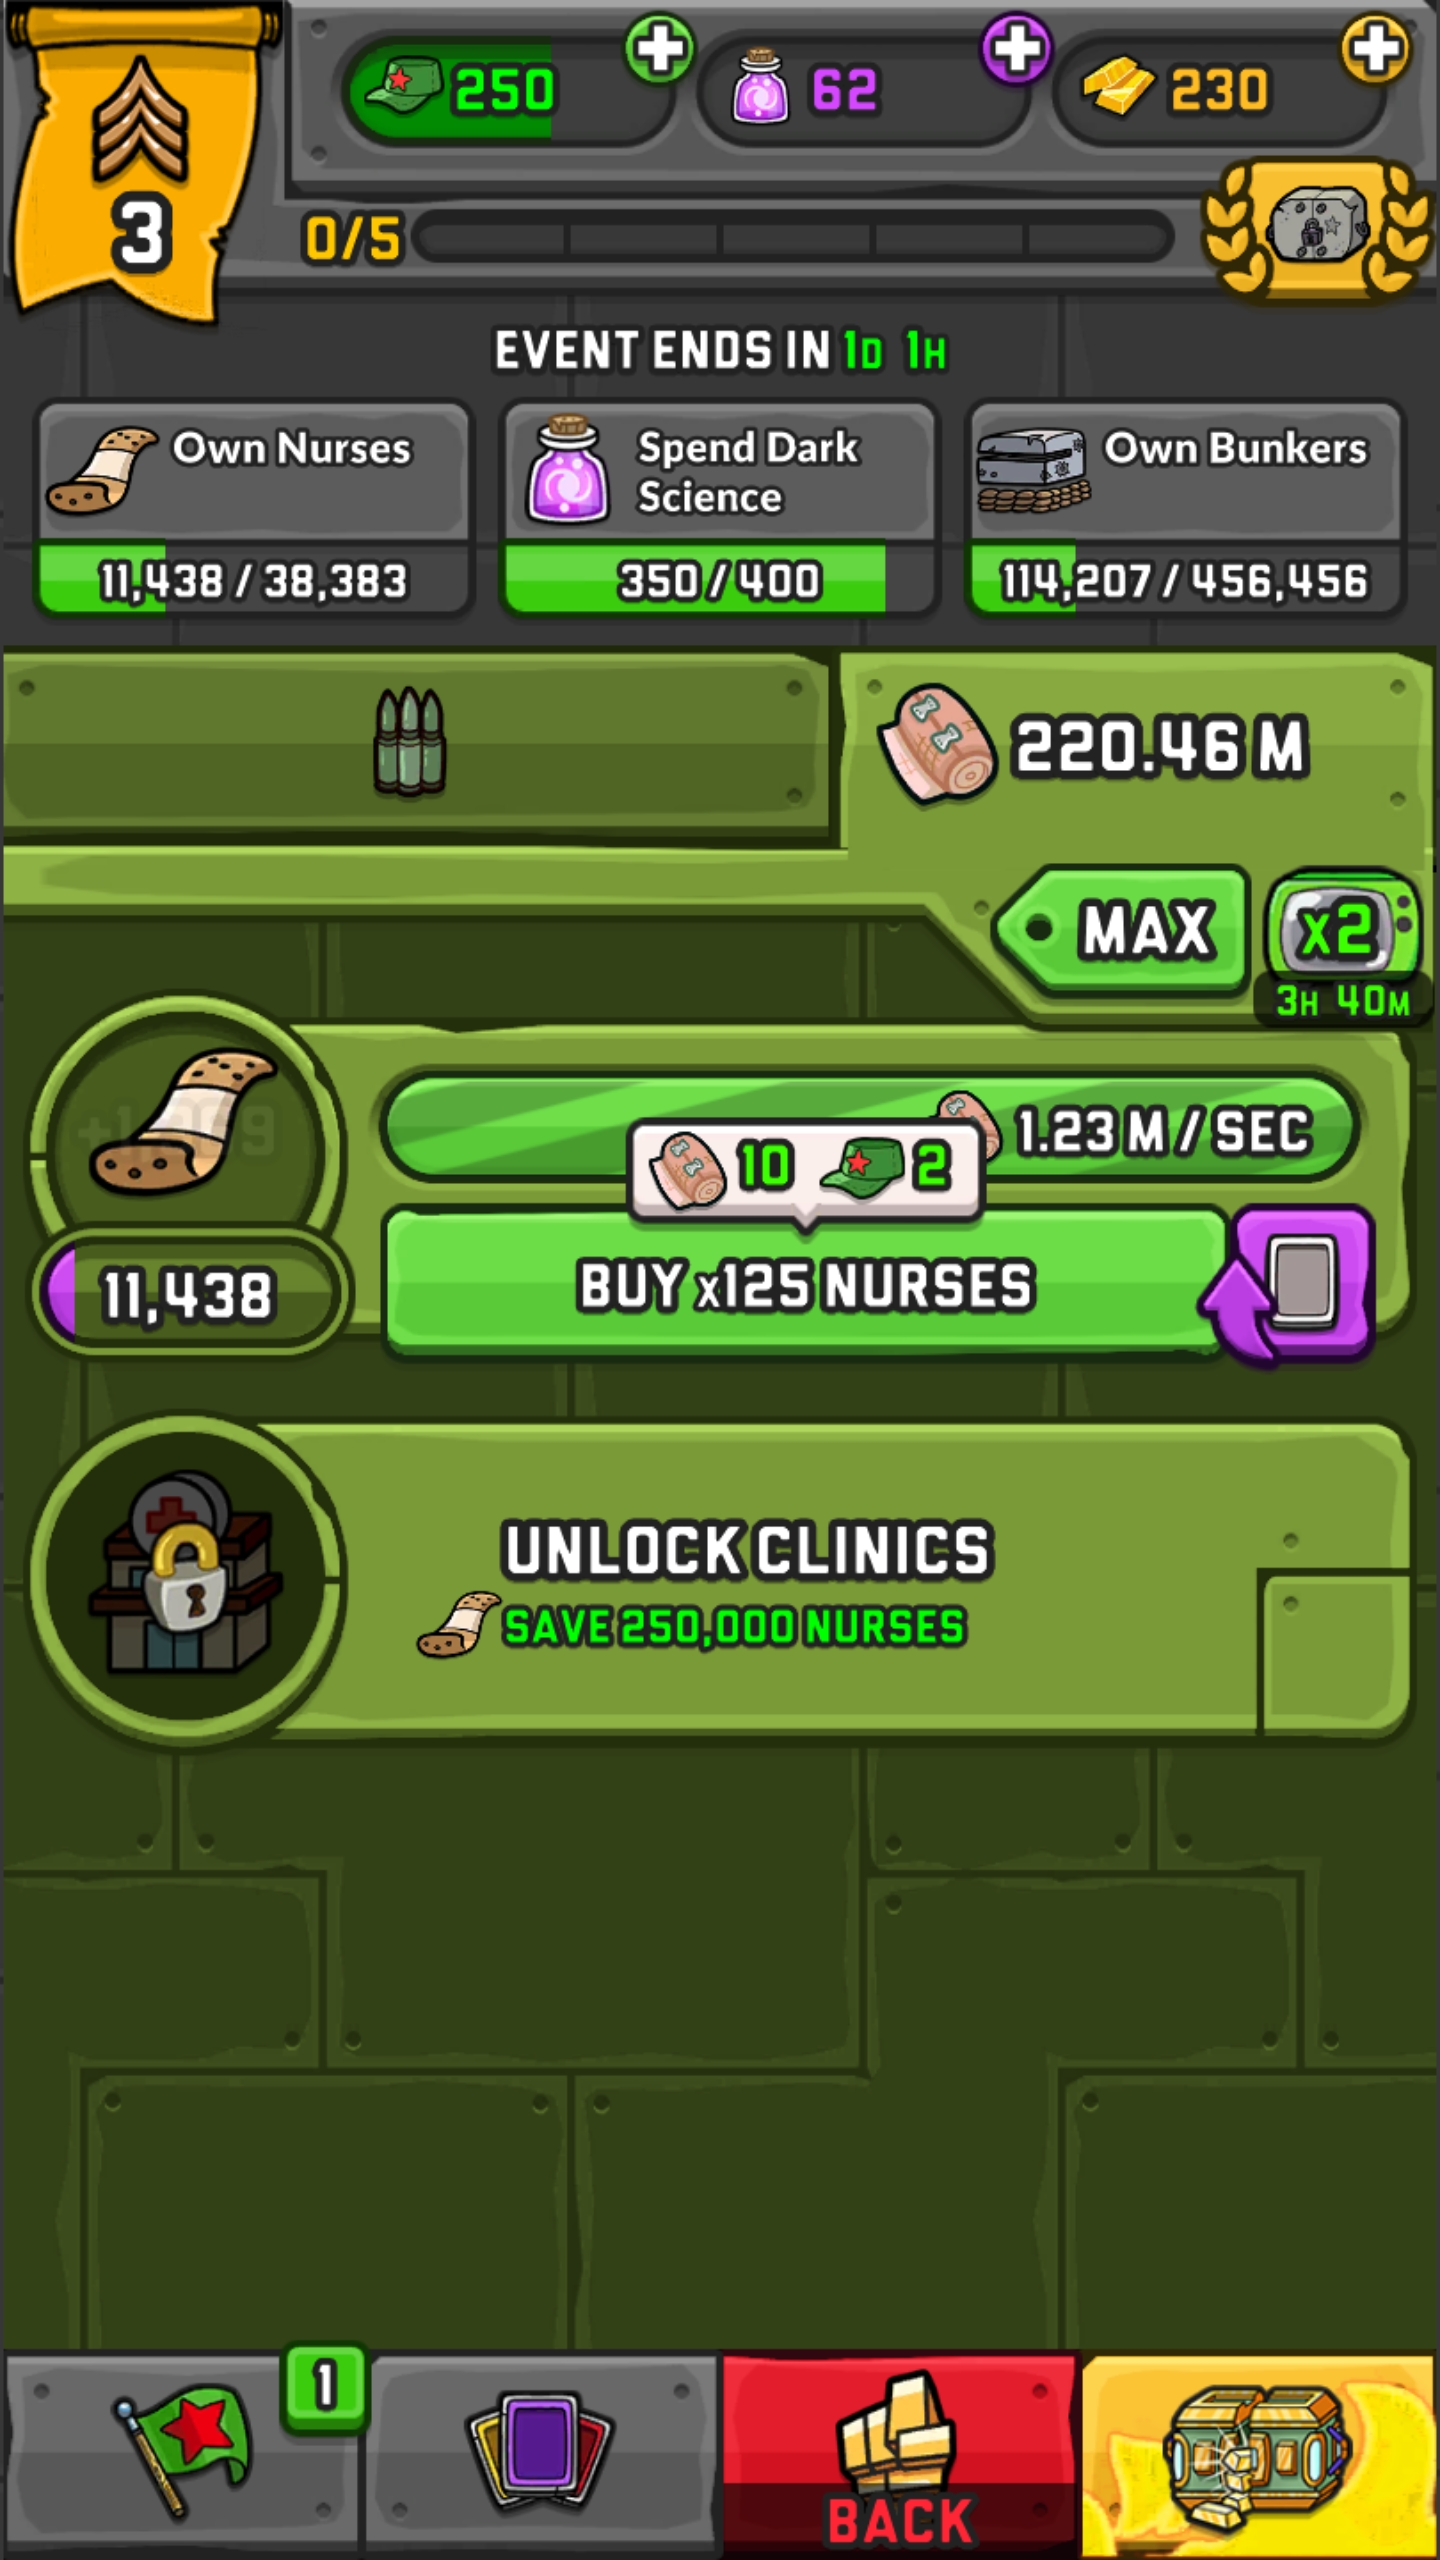 250
62
230
3
0/5
EVENT ENDS IN 1D 1H
Own Nurses
11,438 / 38,383
Spend Dark
Science
350 / 400
Own Bunkers
114,207 / 456,456
220.46 M
MAX
x2
3H 40M
1.23 M / SEC
10 2
11,438
BUY x125 NURSES
UNLOCK CLINICS
SAVE 250,000 NURSES
1
BACK